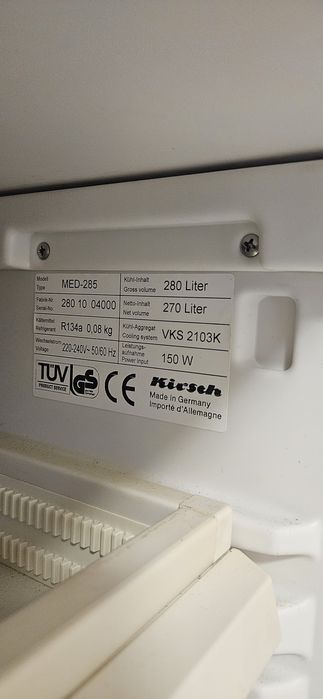 Modell Type MED-285 Kühl-Inhalt Gross volume 280 Liter
Fabrik-Nr. Serial-No. 280 10 04000 Netto-Inhalt Net volume 270 Liter
Kältemittel Refrigerant R134a 0,08 kg Kühl-Aggregat Cooling system VKS 2103K
Wechselstrom Voltage 220-240V~ 50/60 Hz Leistungs-aufnahme Power input 150 W
TÜV PRODUCT SERVICE GS CE Kirsch
Made in Germany
Importé d'Allemagne